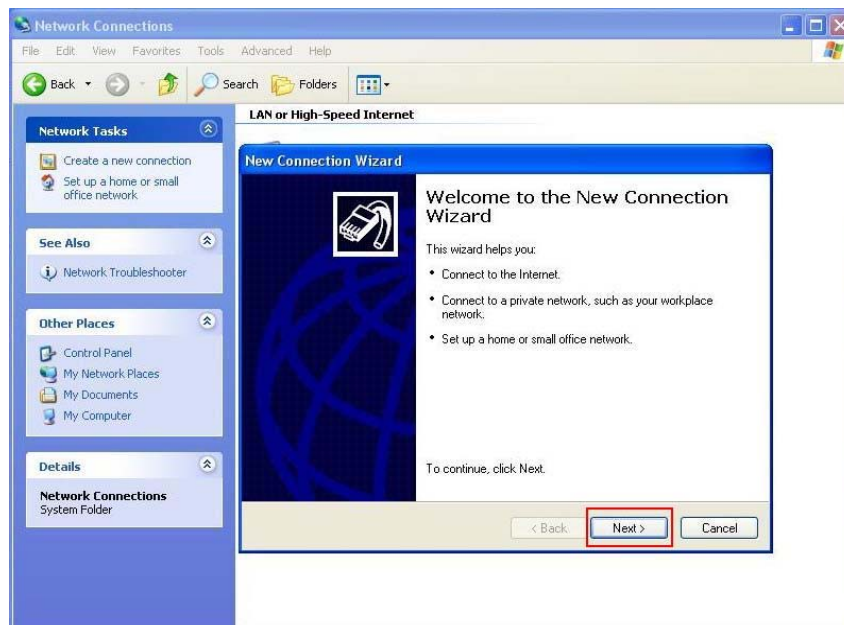 Network Connections
File Edit View Favorites Tools Advanced Help
Back Search Folders
LAN or High-Speed Internet
Network Tasks
Create a new connection
Set up a home or small
office network
See Also
Network Troubleshooter
Other Places
Control Panel
My Network Places
My Documents
My Computer
Details
Network Connections
System Folder
New Connection Wizard
Welcome to the New Connection
Wizard
This wizard helps you:
• Connect to the Internet.
• Connect to a private network, such as your workplace
network.
• Set up a home or small office network.
To continue, click Next.
< Back Next > Cancel